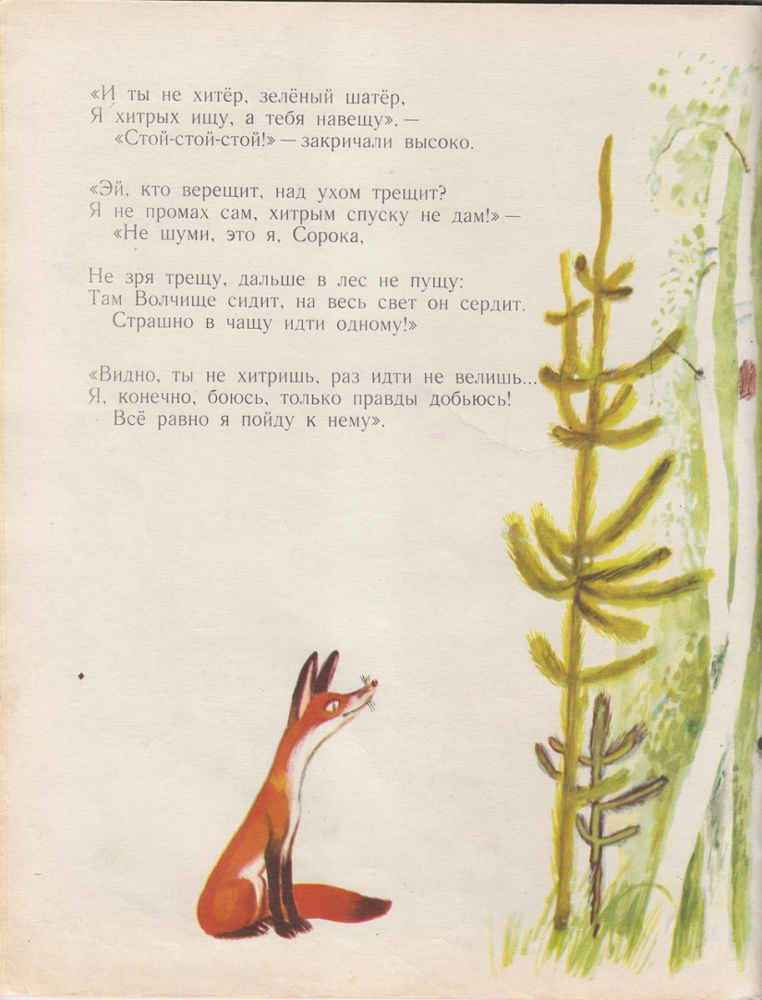 «И ты не хитёр, зелёный шатёр,
Я хитрых ищу, а тебя навещу». —
«Стой-стой-стой!» — закричали высоко.
«Эй, кто верещит, над ухом трещит?
Я не промах сам, хитрым спуску не дам!» —
«Не шуми, это я, Сорока,
Не зря трещу, дальше в лес не пущу:
Там Волчище сидит, на весь свет он сердит.
Страшно в чащу идти одному!»
«Видно, ты не хитришь, раз идти не велишь...
Я, конечно, боюсь, только правды добьюсь!
Всё равно я пойду к нему».